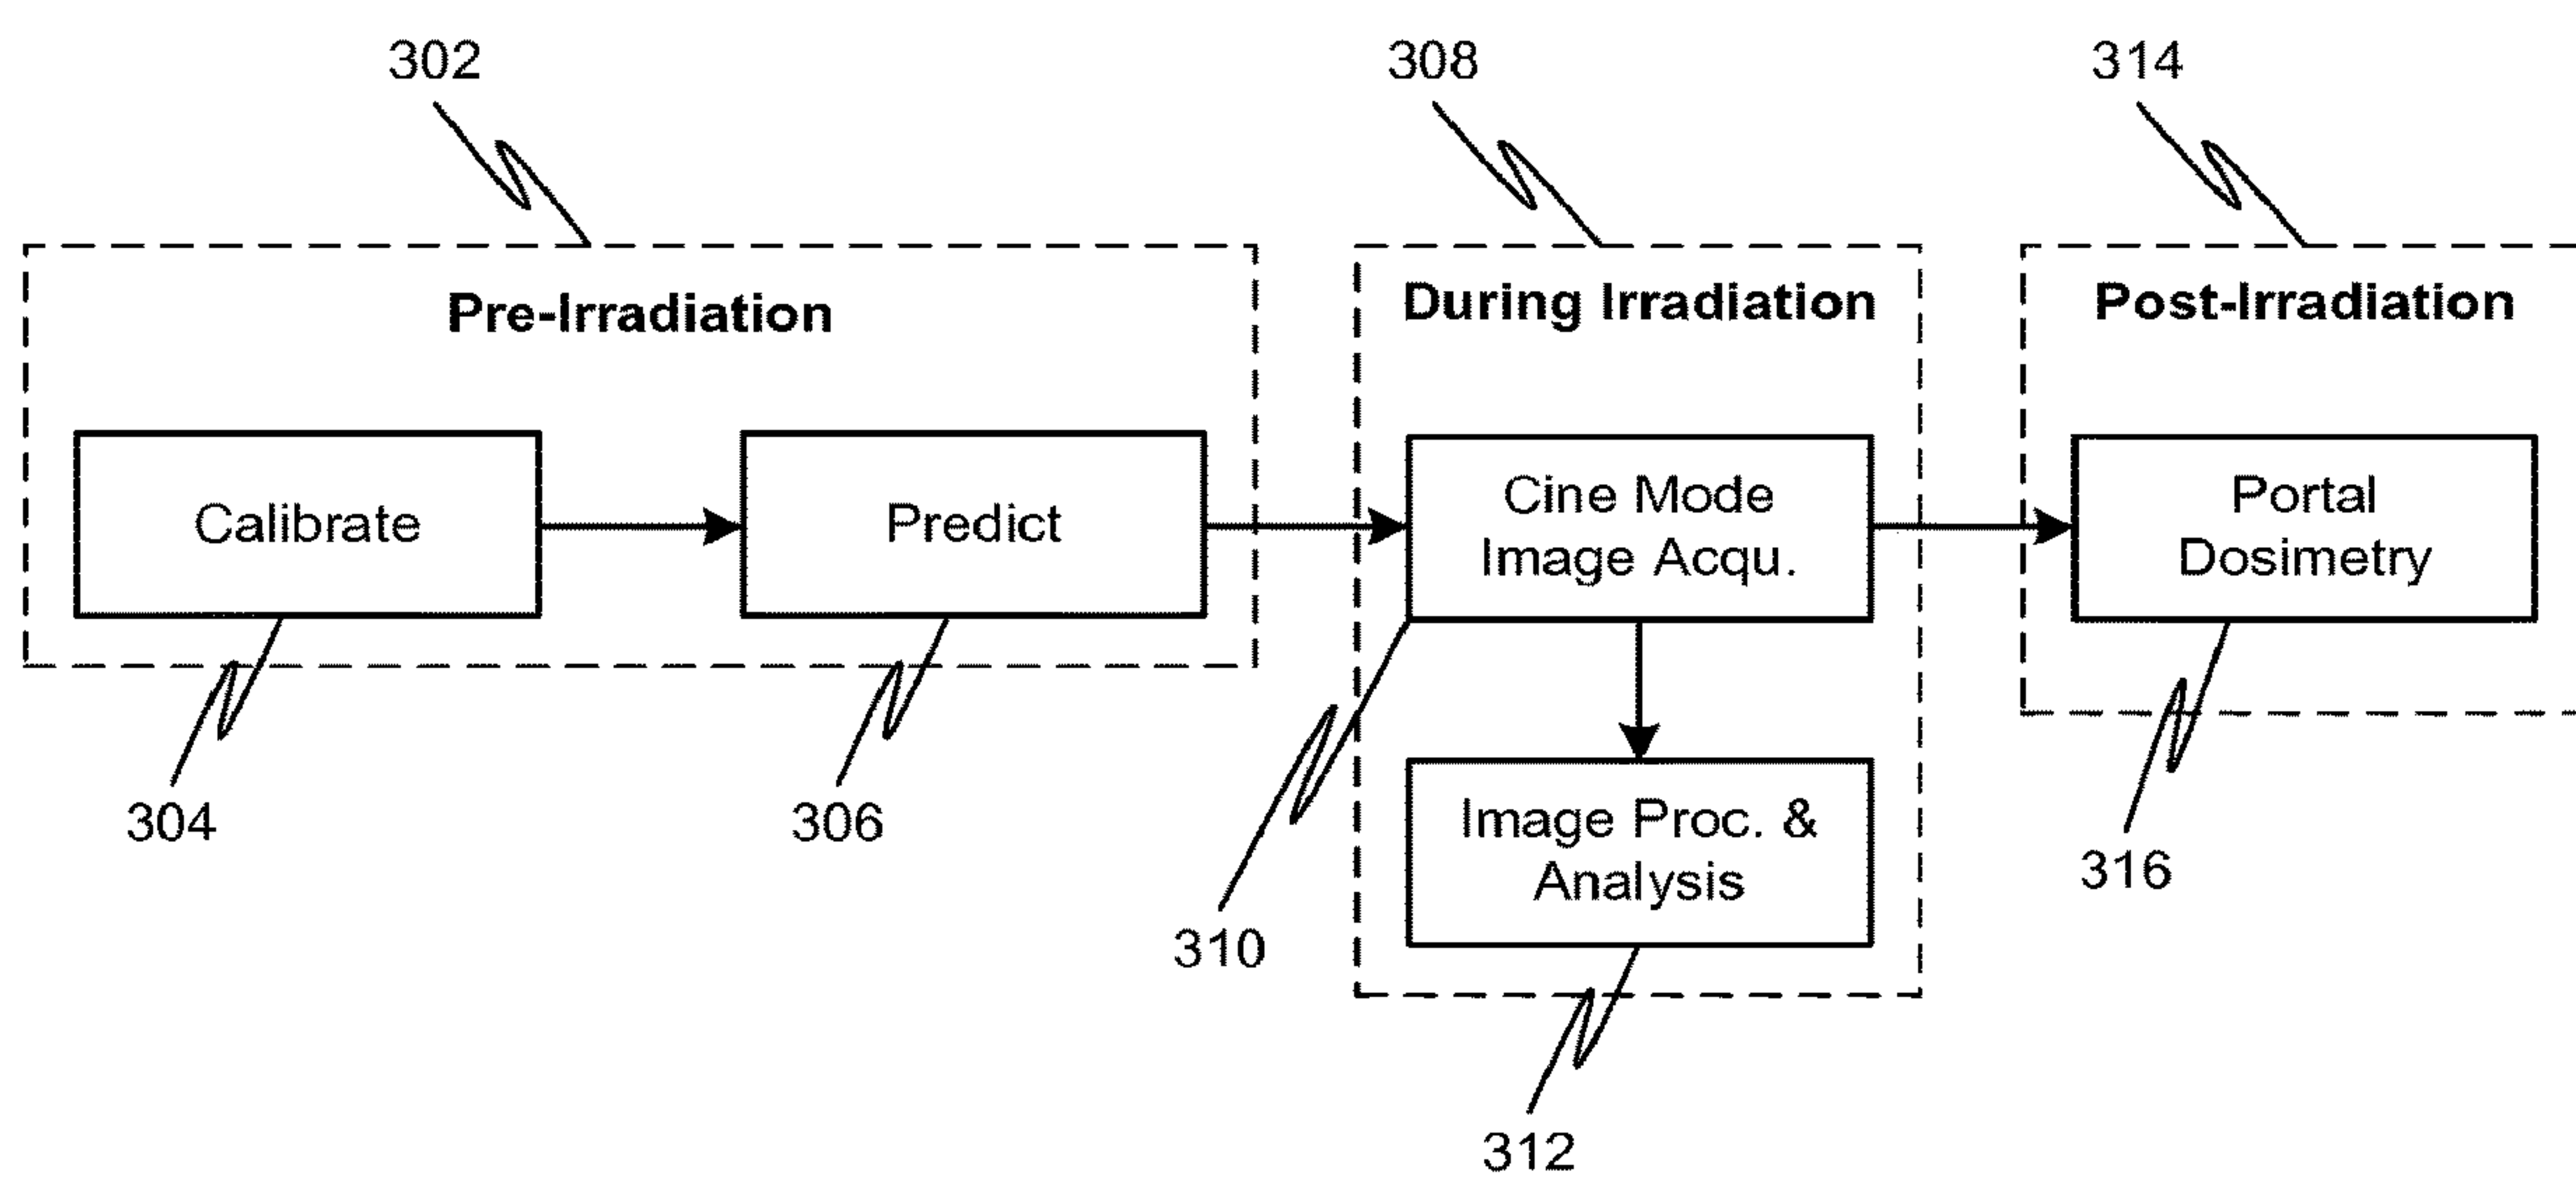 302
308
314
Pre-Irradiation
During Irradiation
Post-Irradiation
Calibrate
Predict
Cine Mode
Image Acqu.
Portal
Dosimetry
304
306
310
Image Proc. &
Analysis
316
312